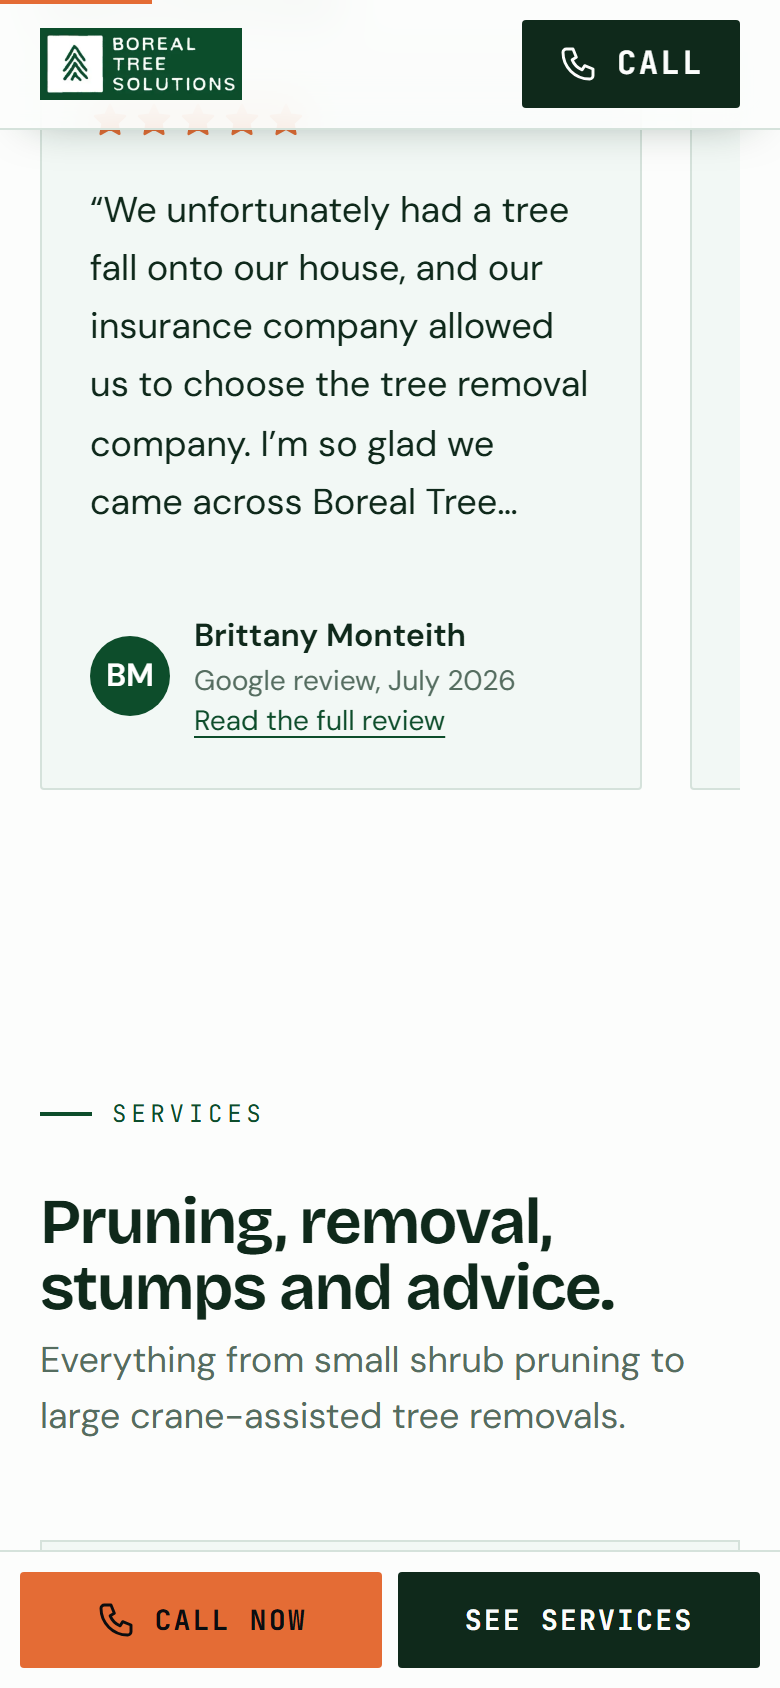 BOREAL
TREE
SOLUTIONS
CALL
“We unfortunately had a tree
fall onto our house, and our
insurance company allowed
us to choose the tree removal
company. I’m so glad we
came across Boreal Tree…
BM
Brittany Monteith
Google review, July 2026
Read the full review
SERVICES
Pruning, removal,
stumps and advice.
Everything from small shrub pruning to
large crane-assisted tree removals.
CALL NOW
SEE SERVICES